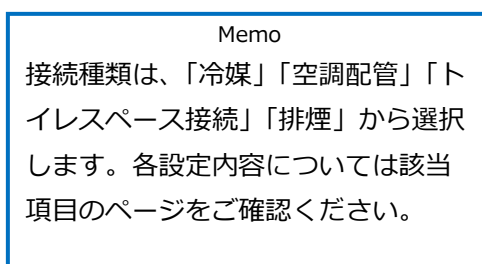 Memo
接続種類は、「冷媒」「空調配管」「ト
イレスペース接続」「排煙」から選択
します。各設定内容については該当
項目のページをご確認ください。